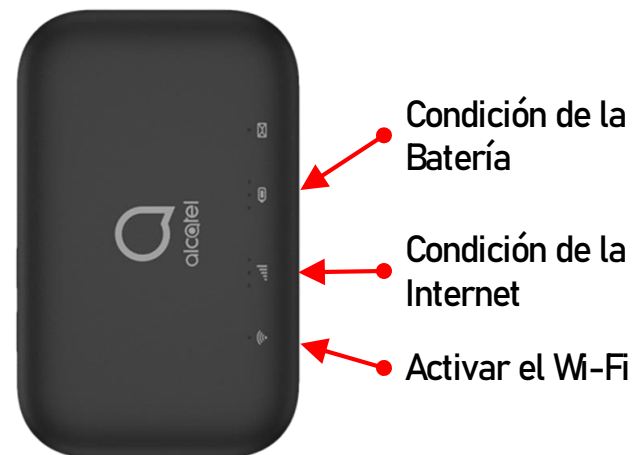 alcatel
Condición de la
Batería
Condición de la
Internet
Activar el Wi-Fi